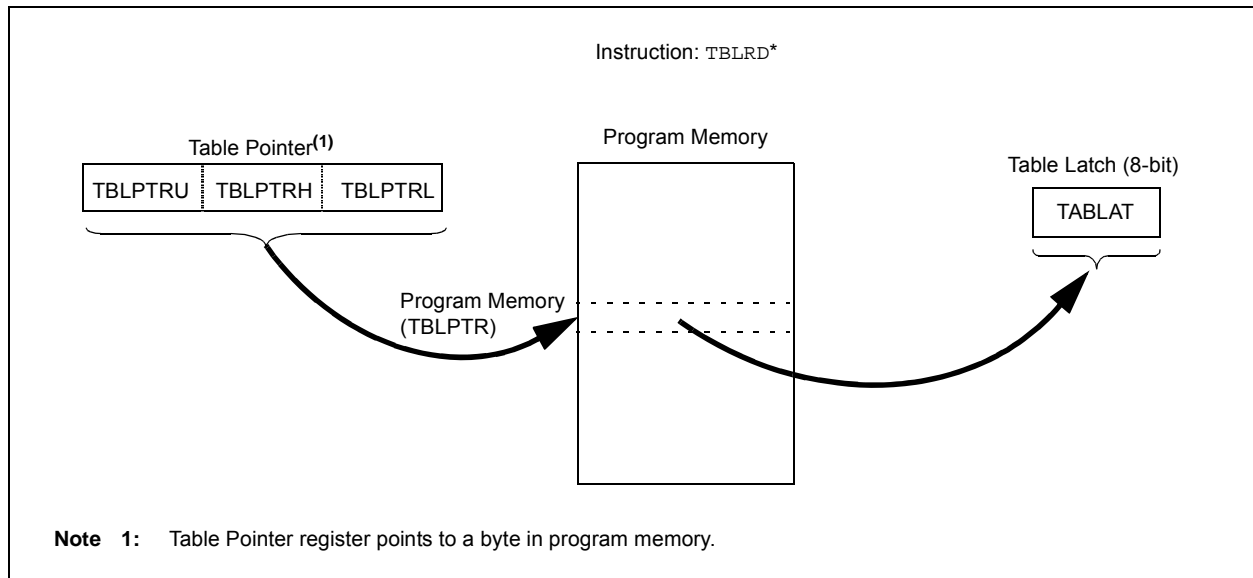 Instruction: TBLRD*
Table Pointer(1)
TBLPTRU TBLPTRH TBLPTRL
Program Memory
Table Latch (8-bit)
TABLAT
Program Memory
(TBLPTR)
Note 1: Table Pointer register points to a byte in program memory.